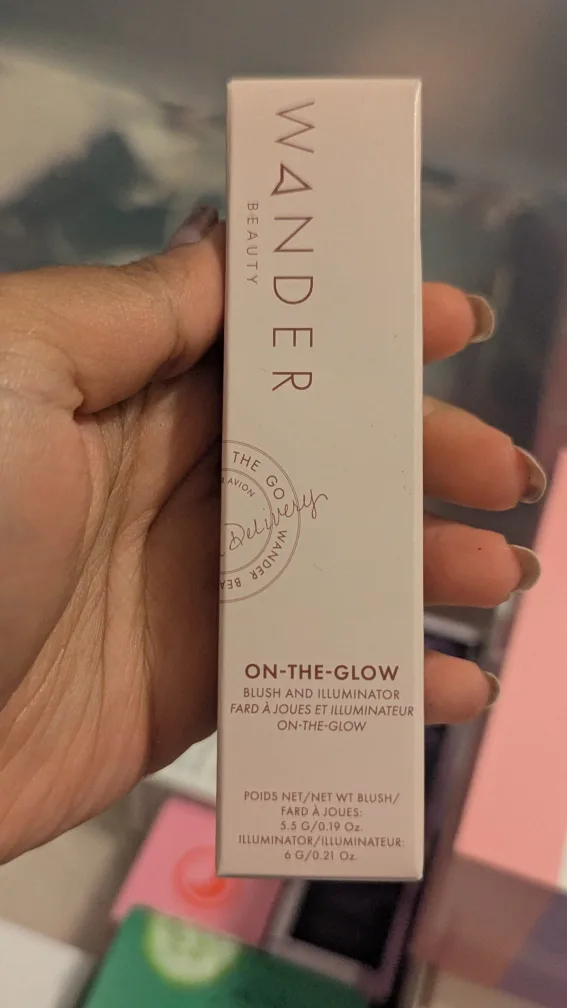 WANDER
BEAUTY
THE GO
AVION
Delivery
WANDER
ON-THE-GLOW
BLUSH AND ILLUMINATOR
FARD À JOUES ET ILLUMINATEUR
ON-THE-GLOW
POIDS NET/NET WT BLUSH/
FARD À JOUES:
5.5 G/0.19 Oz.
ILLUMINATOR/ILLUMINATEUR:
6 G/0.21 Oz.